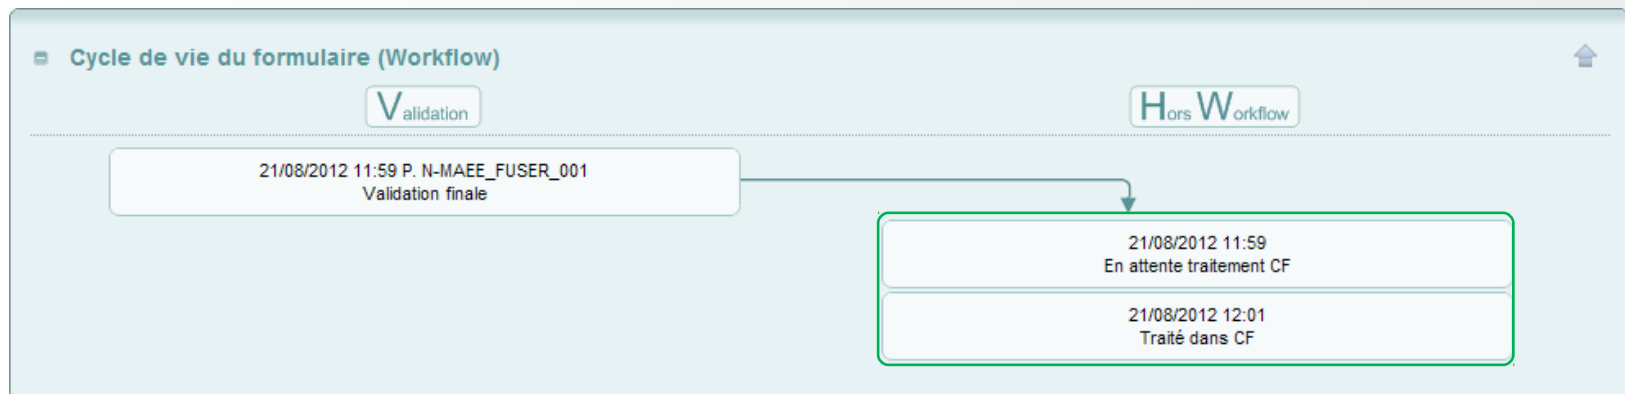 Cycle de vie du formulaire (Workflow)
Validation
Hors Workflow
21/08/2012 11:59 P. N-MAEE_FUSER_001
Validation finale
21/08/2012 11:59
En attente traitement CF
21/08/2012 12:01
Traité dans CF